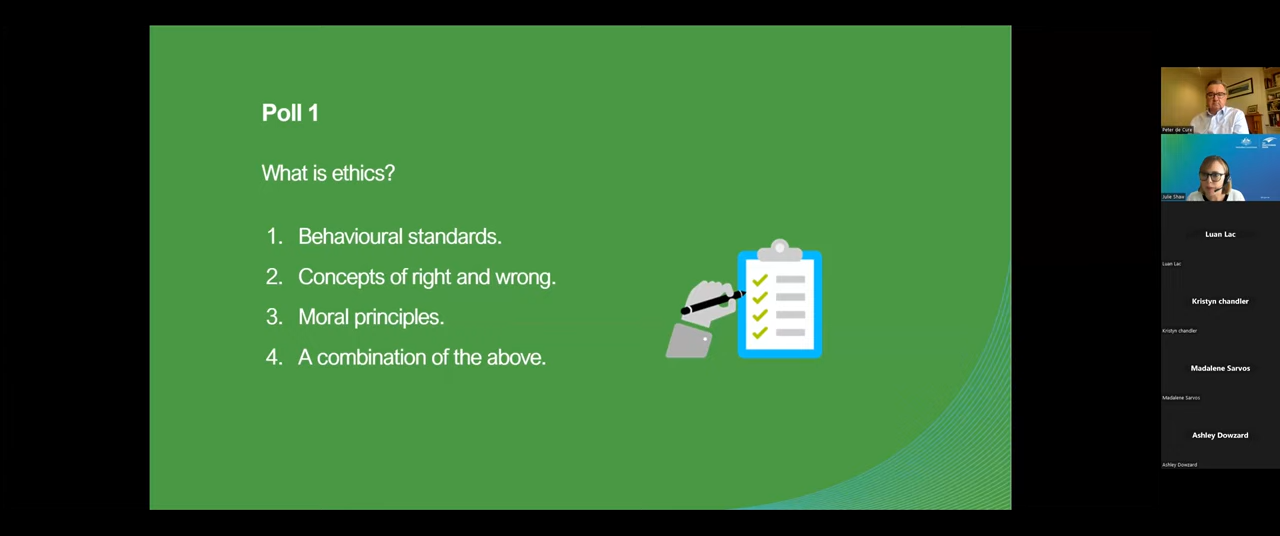 Poll 1
What is ethics?
1. Behavioural standards.
2. Concepts of right and wrong.
3. Moral principles.
4. A combination of the above.
Peter de Cure
Julie Shaw
Luan Lac
Luan Lac
Kristyn chandler
Kristyn chandler
Madalene Sarvos
Madalene Sarvos
Ashley Dowzard
Ashley Dowzard